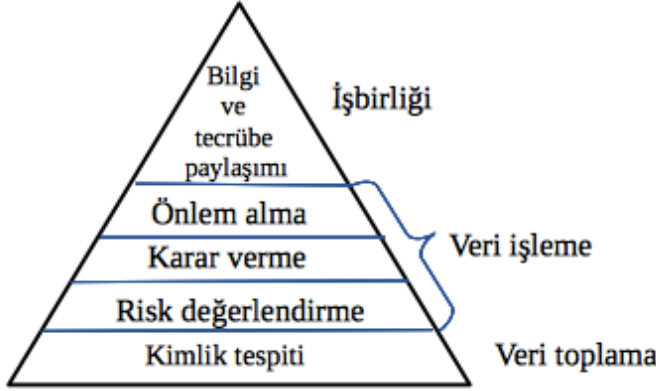 Bilgi
ve
tecrübe
paylaşımı
İşbirliği
Önlem alma
Karar verme
Veri işleme
Risk değerlendirme
Kimlik tespiti
Veri toplama